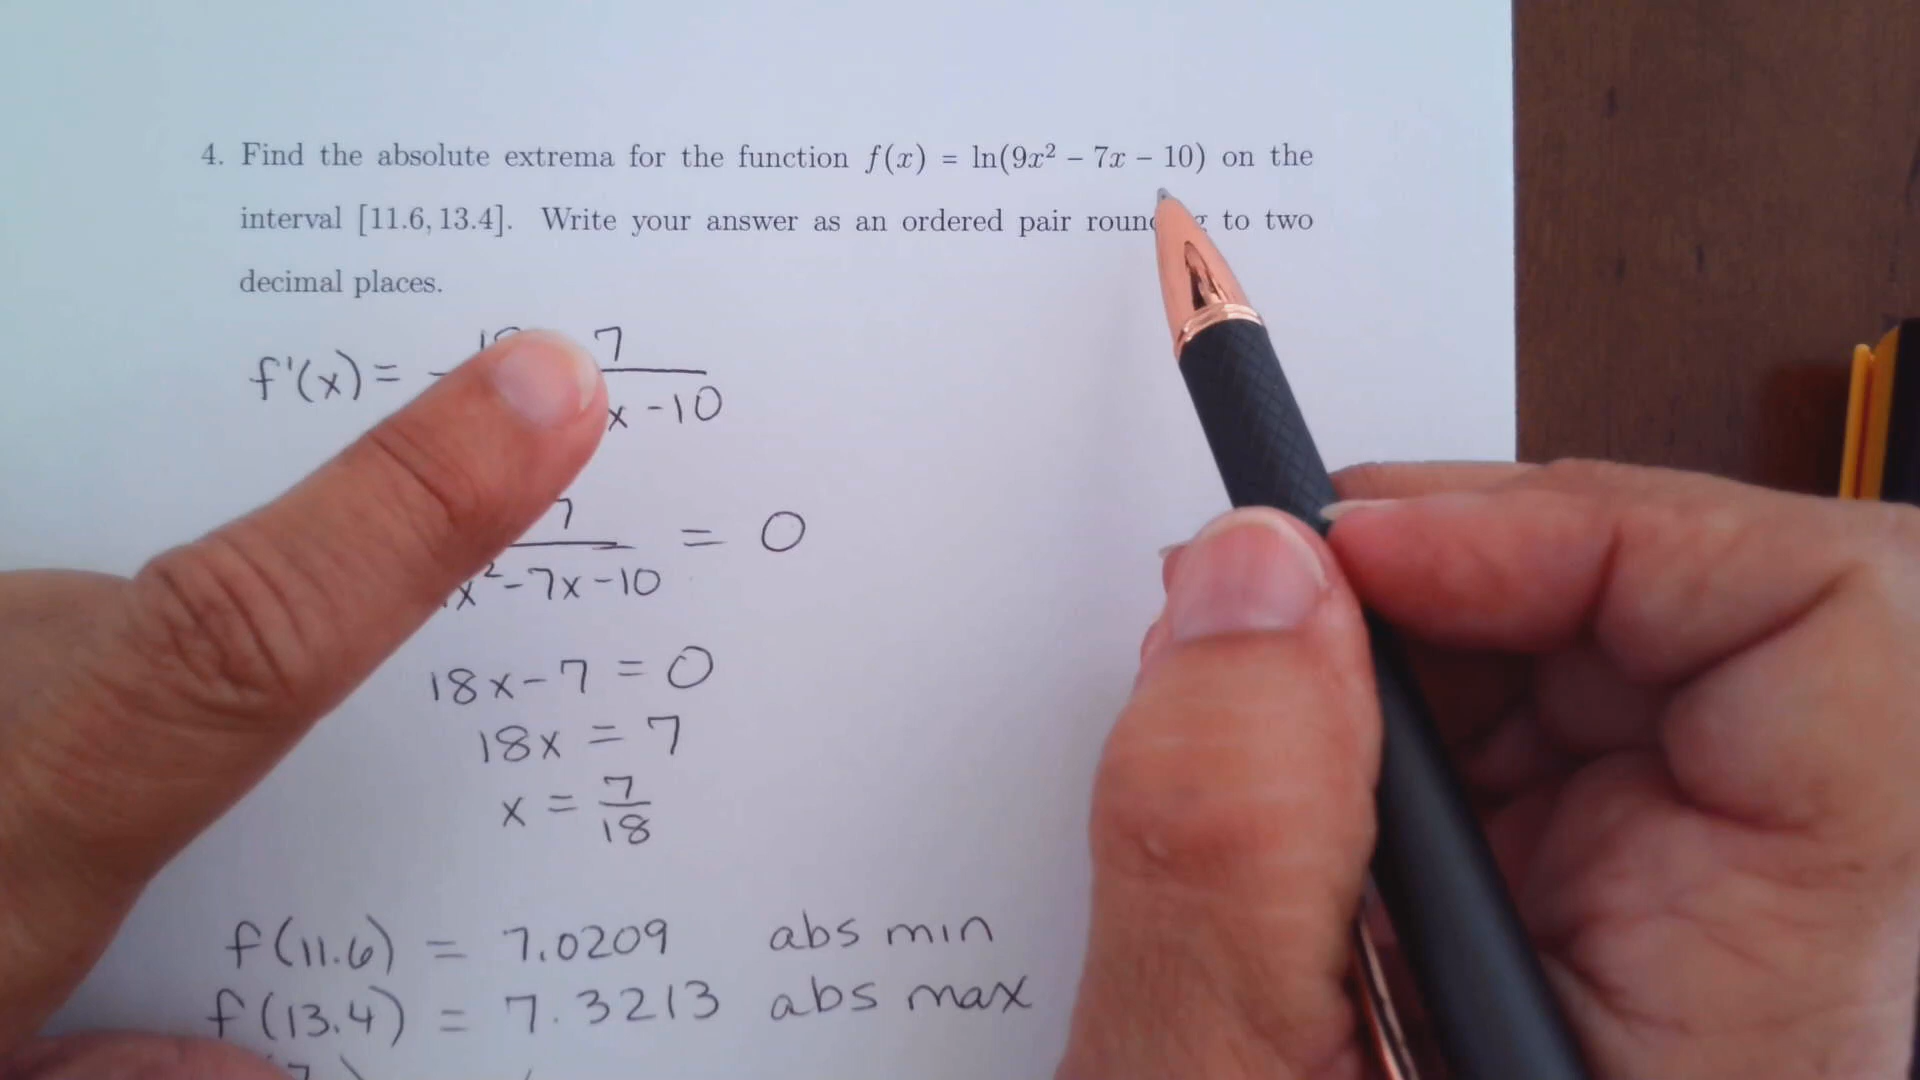 4. Find the absolute extrema for the function f(x) = ln(9x² − 7x − 10) on the
interval [11.6, 13.4]. Write your answer as an ordered pair to two
decimal places.
f'(x) = 7
x - 10
7 = 0
x² - 7x - 10
18x - 7 = 0
18x = 7
x = 7/18
f(11.6) = 7.0209 abs min
f(13.4) = 7.3213 abs max